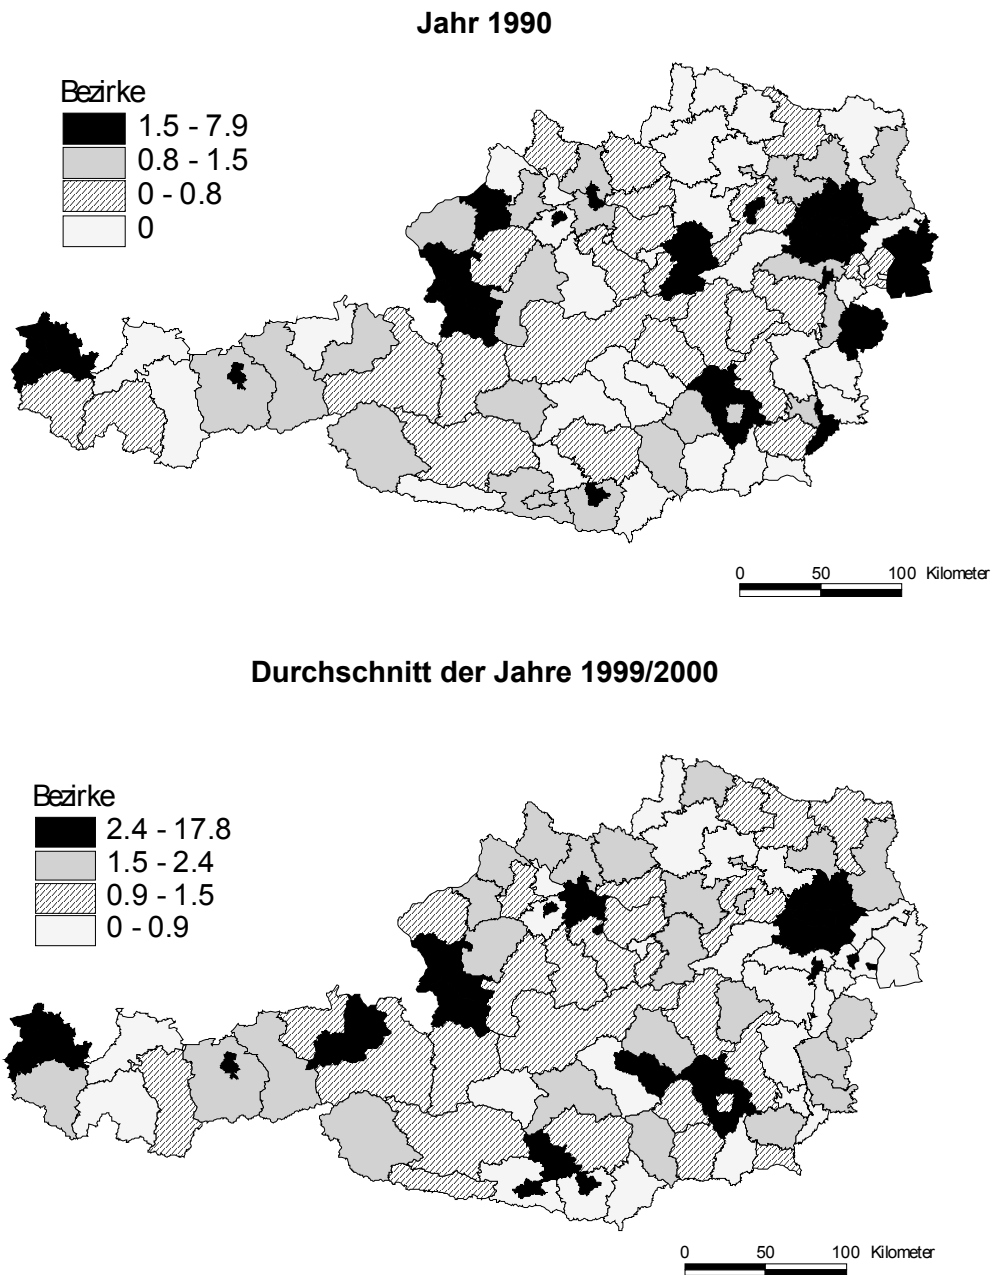 Jahr 1990
Bezirke
1.5 - 7.9
0.8 - 1.5
0 - 0.8
0
0 50 100 Kilometer
Durchschnitt der Jahre 1999/2000
Bezirke
2.4 - 17.8
1.5 - 2.4
0.9 - 1.5
0 - 0.9
0 50 100 Kilometer